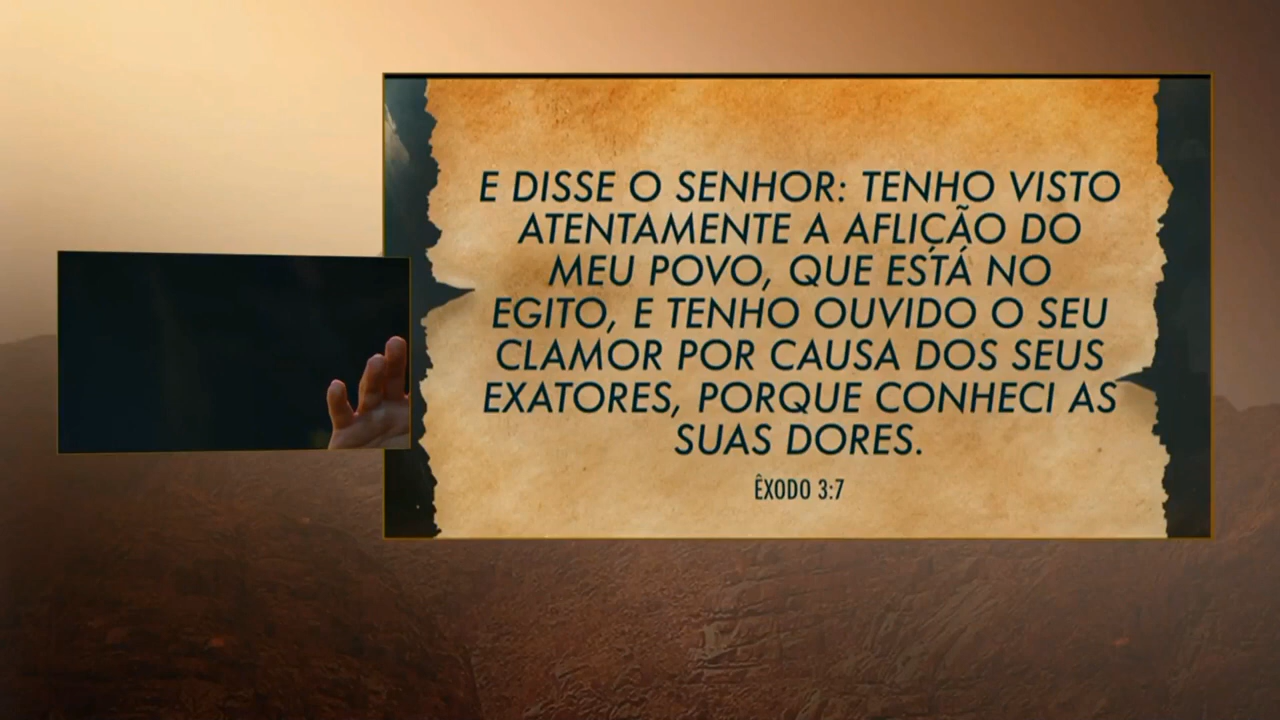 E DISSE O SENHOR: TENHO VISTO
ATENTAMENTE A AFLIÇÃO DO
MEU POVO, QUE ESTÁ NO
EGITO, E TENHO OUVIDO O SEU
CLAMOR POR CAUSA DOS SEUS
EXATORES, PORQUE CONHECI AS
SUAS DORES.
ÊXODO 3:7